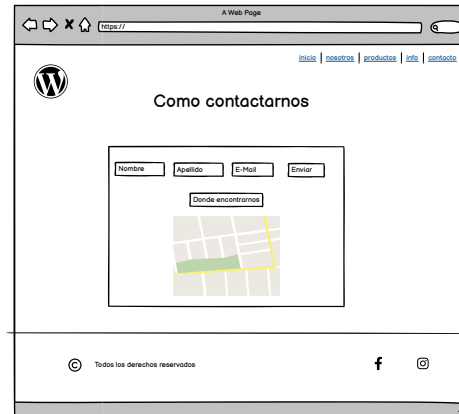 A Web Page
https://
inicio | nosotros | productos | info | contacto
Como contactarnos
Nombre Apellido E-Mail Enviar
Donde encontrarnos
© Todos los derechos reservados